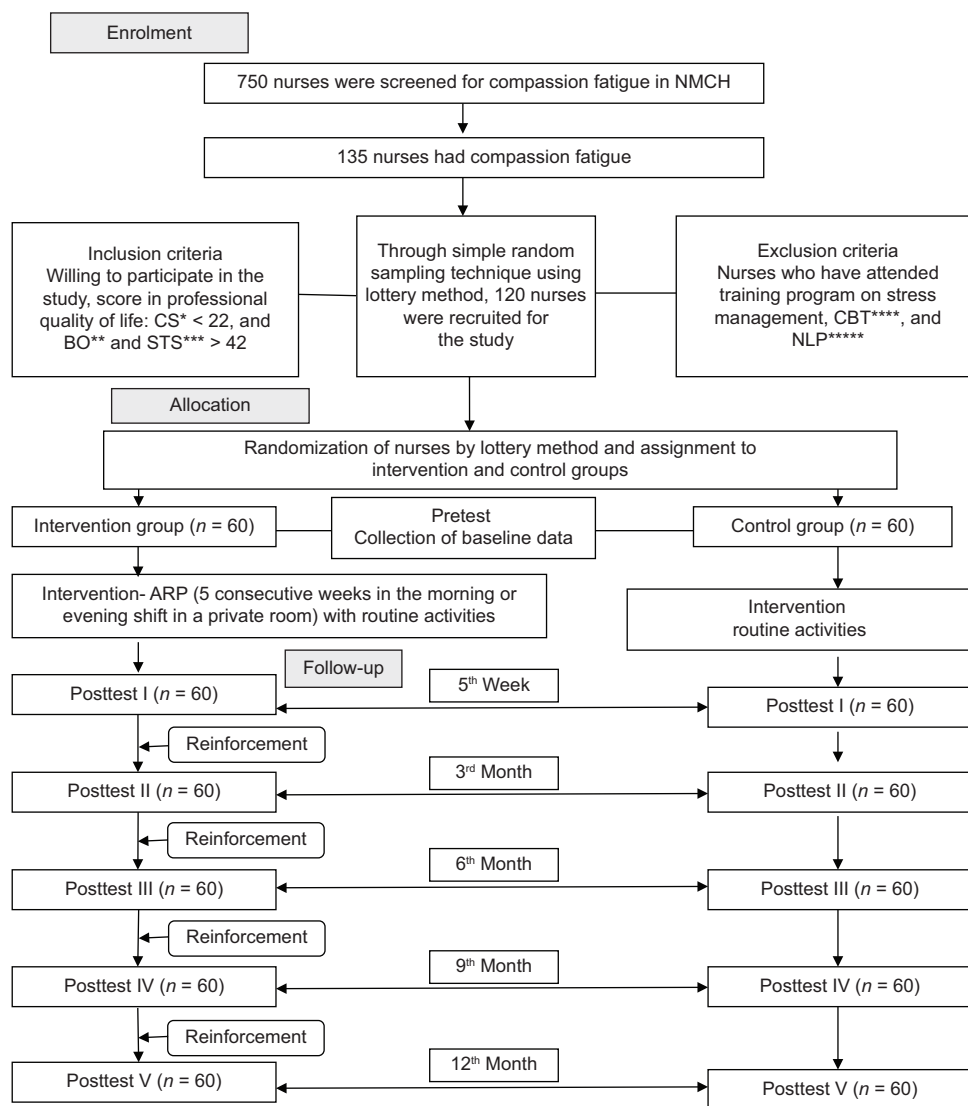 Enrolment
750 nurses were screened for compassion fatigue in NMCH
135 nurses had compassion fatigue
Inclusion criteria
Willing to participate in the
study, score in professional
quality of life: CS* < 22, and
BO** and STS*** > 42
Through simple random
sampling technique using
lottery method, 120 nurses
were recruited for
the study
Exclusion criteria
Nurses who have attended
training program on stress
management, CBT****, and
NLP*****
Allocation
Randomization of nurses by lottery method and assignment to
intervention and control groups
Intervention group (n = 60)
Pretest
Collection of baseline data
Control group (n = 60)
Intervention- ARP (5 consecutive weeks in the morning or
evening shift in a private room) with routine activities
Intervention
routine activities
Follow-up
Posttest I (n = 60)
5th Week
Posttest I (n = 60)
Reinforcement
Posttest II (n = 60)
3rd Month
Posttest II (n = 60)
Reinforcement
Posttest III (n = 60)
6th Month
Posttest III (n = 60)
Reinforcement
Posttest IV (n = 60)
9th Month
Posttest IV (n = 60)
Reinforcement
Posttest V (n = 60)
12th Month
Posttest V (n = 60)